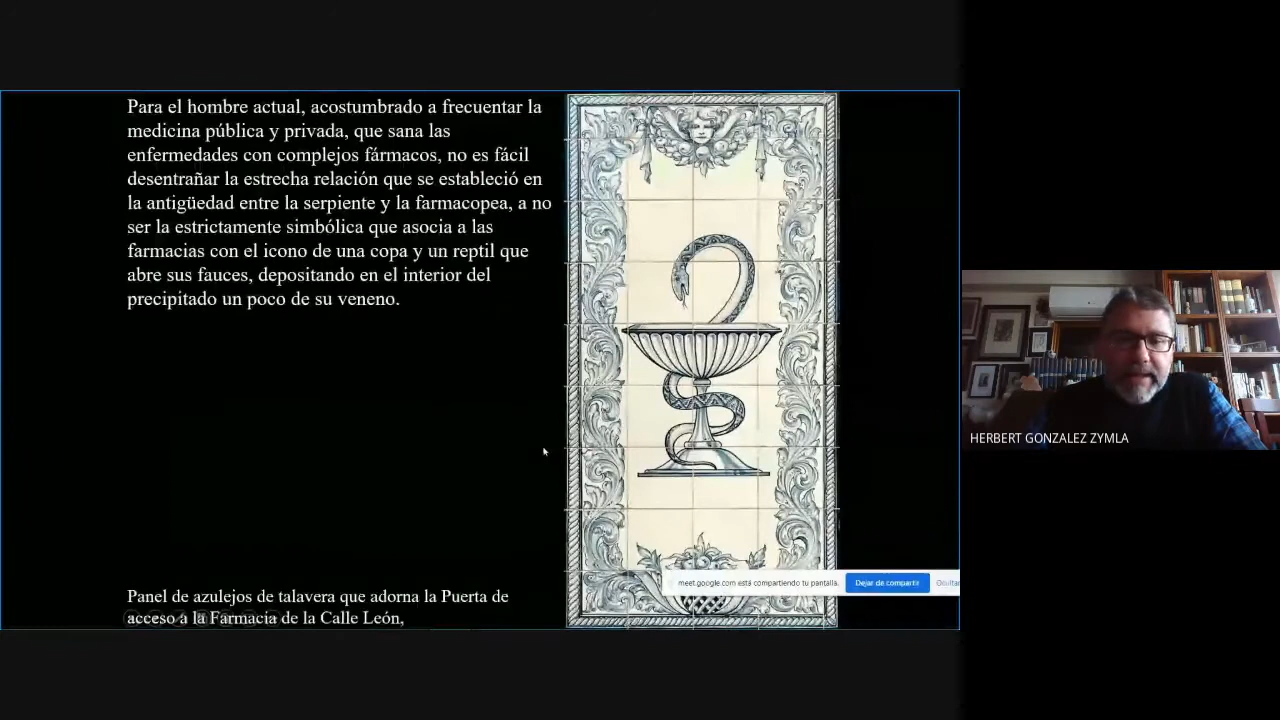 Para el hombre actual, acostumbrado a frecuentar la
medicina pública y privada, que sana las
enfermedades con complejos fármacos, no es fácil
desentrañar la estrecha relación que se estableció en
la antigüedad entre la serpiente y la farmacopea, a no
ser la estrictamente simbólica que asocia a las
farmacias con el icono de una copa y un reptil que
abre sus fauces, depositando en el interior del
precipitado un poco de su veneno.
HERBERT GONZALEZ ZYMLA
meet.google.com está compartiendo tu pantalla.
Dejar de compartir
Panel de azulejos de talavera que adorna la Puerta de
acceso a la Farmacia de la Calle León,